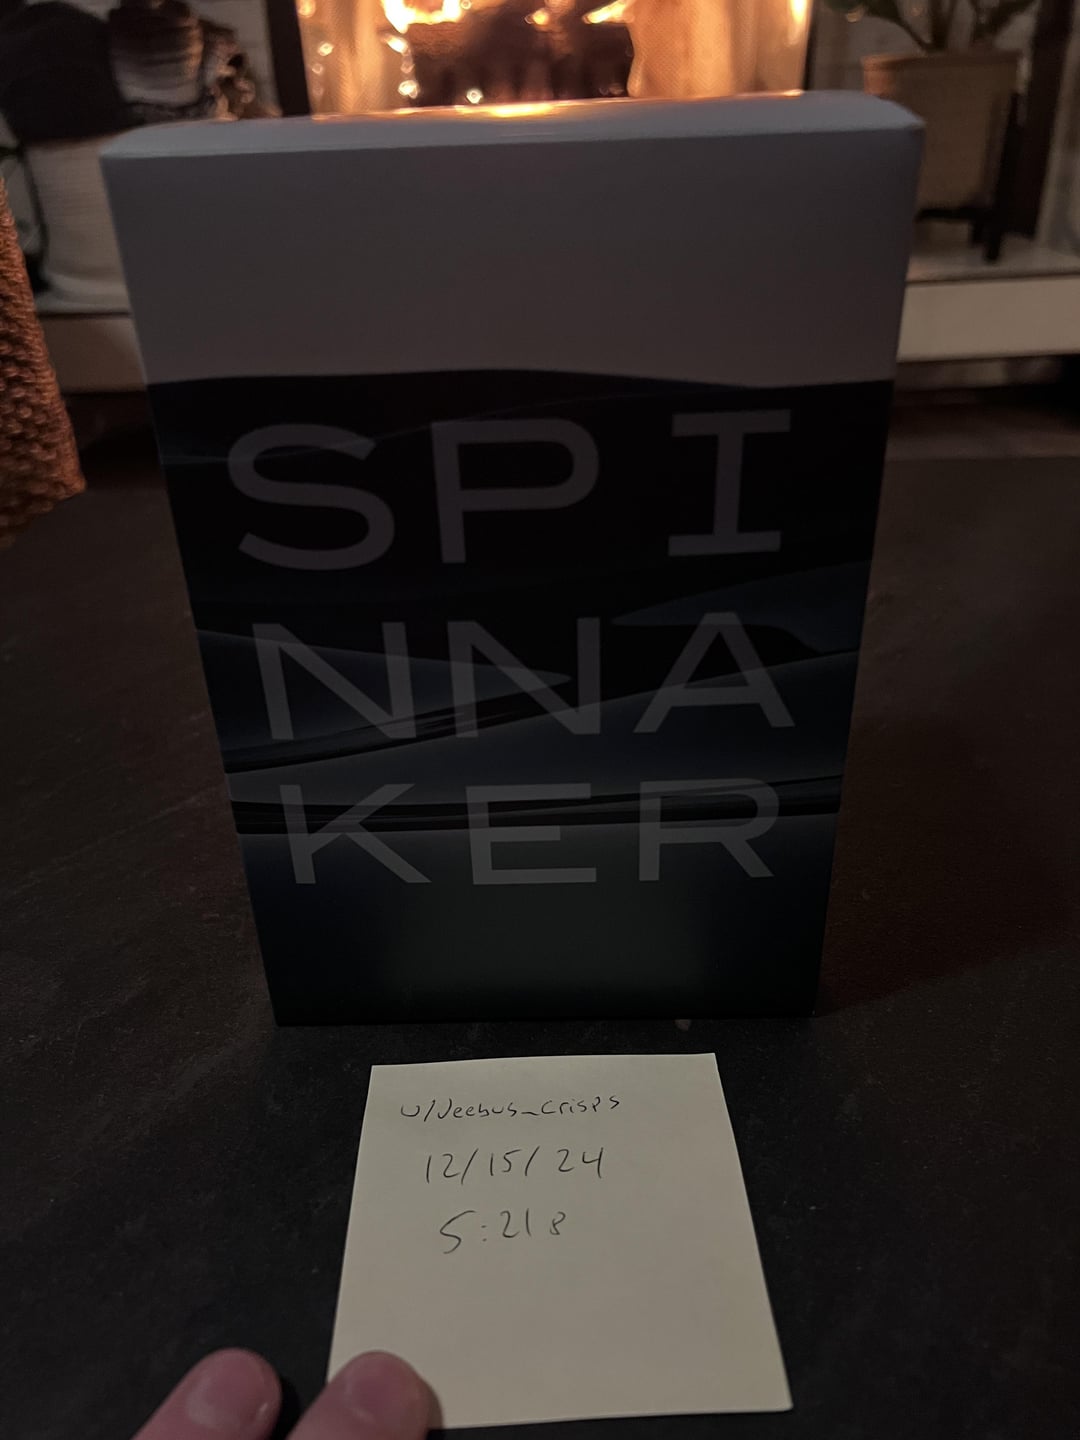 SPI
NNA
KER
u/Jeebus_crisps
12/15/24
5:218